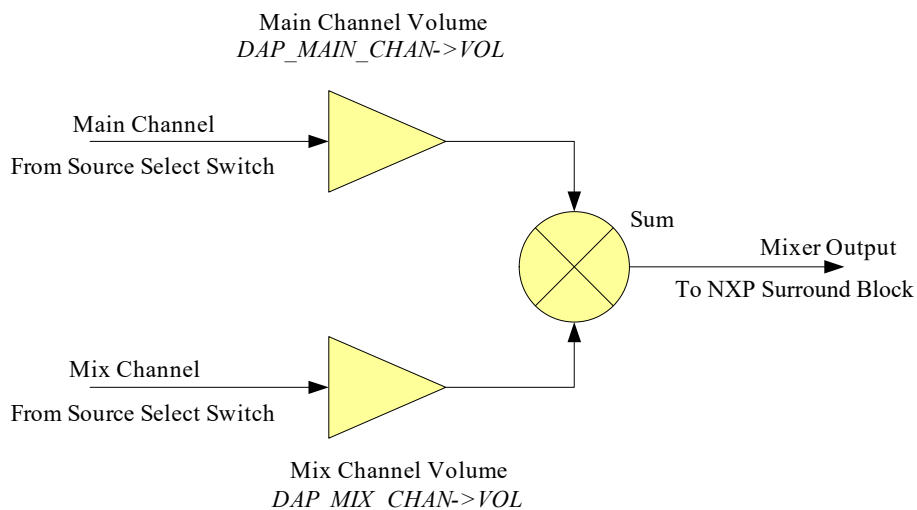 Main Channel Volume
DAP_MAIN_CHAN->VOL
Main Channel
From Source Select Switch
Sum
Mixer Output
To NXP Surround Block
Mix Channel
From Source Select Switch
Mix Channel Volume
DAP_MIX_CHAN->VOL